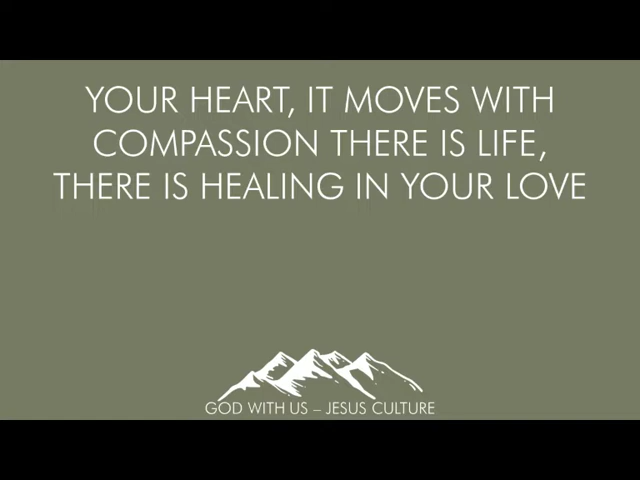 YOUR HEART, IT MOVES WITH
COMPASSION THERE IS LIFE,
THERE IS HEALING IN YOUR LOVE
GOD WITH US – JESUS CULTURE